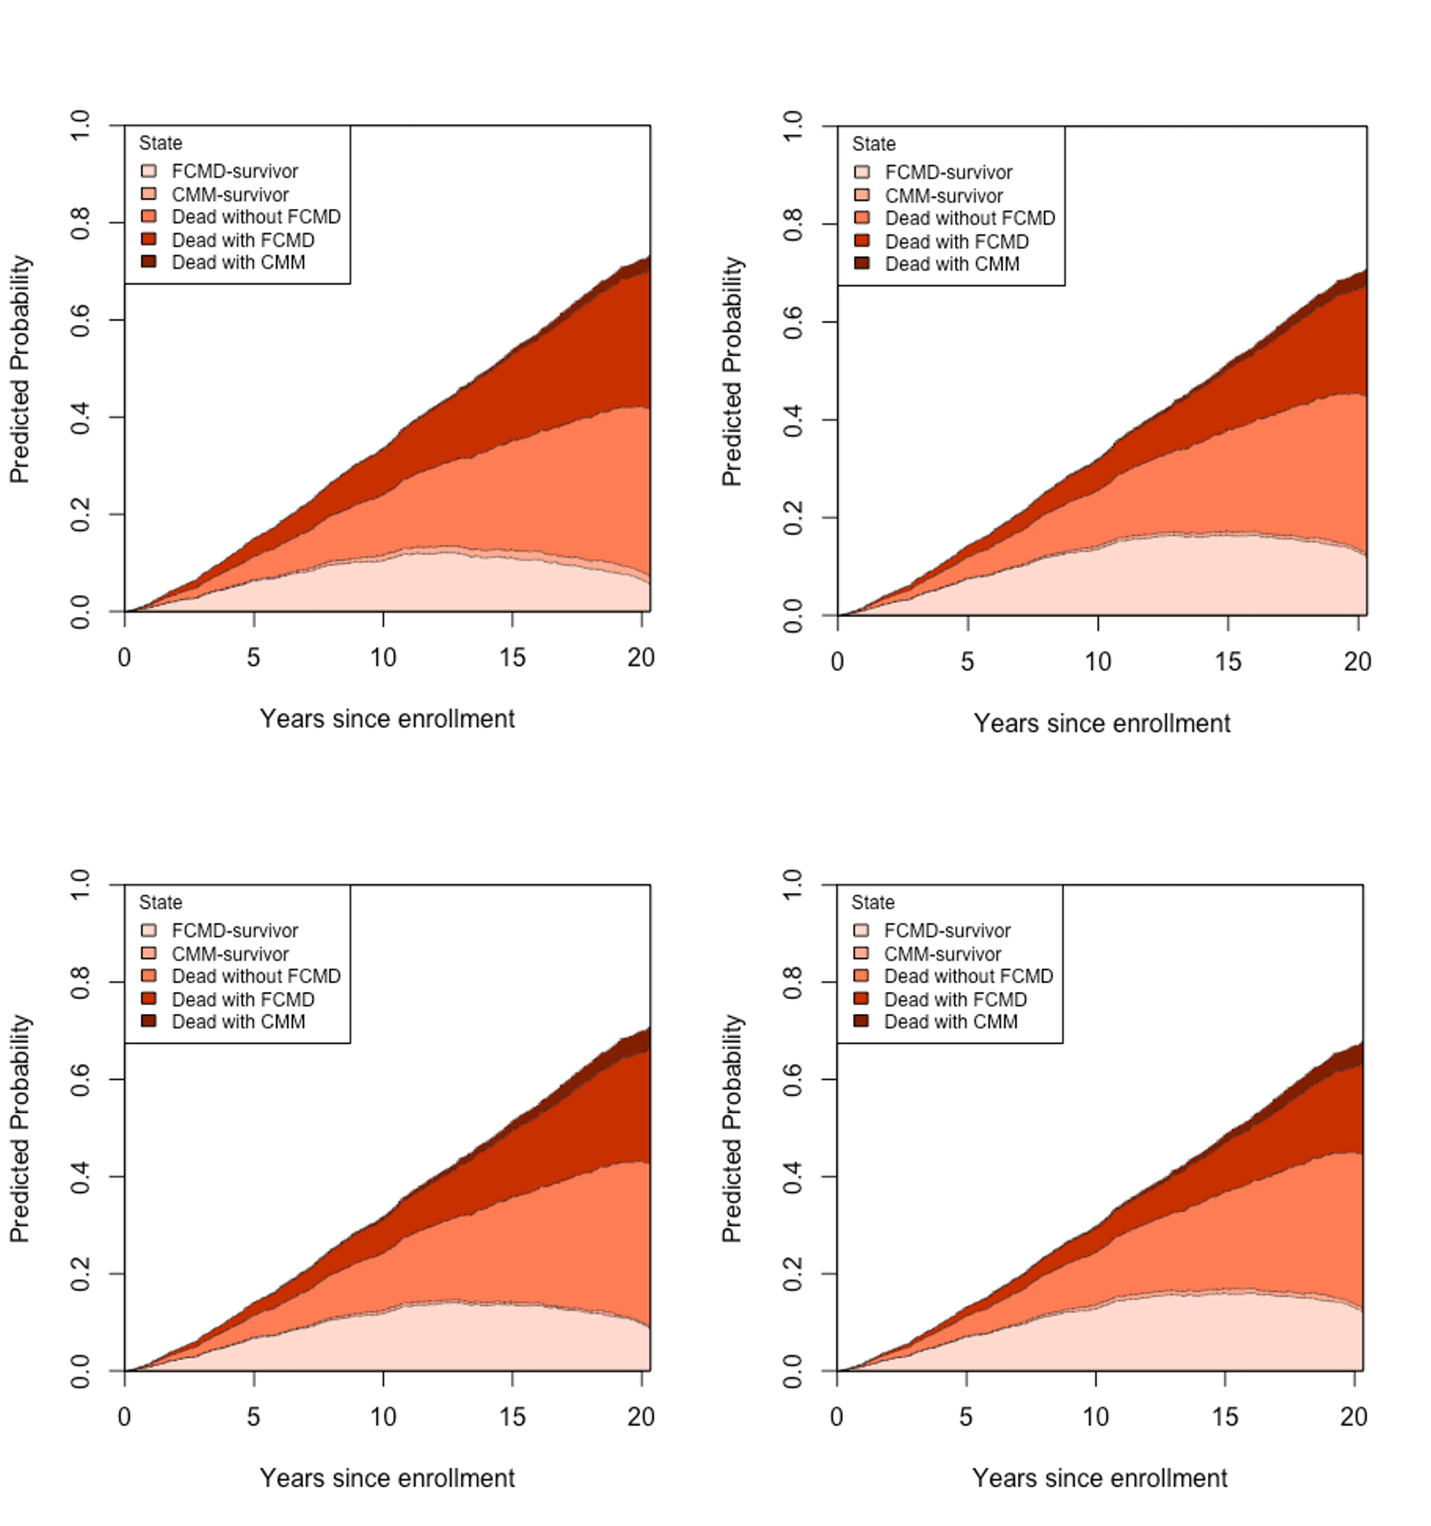 1.0
0.8
0.6
0.4
0.2
0.0
Predicted Probability
State
FCMD-survivor
CMM-survivor
Dead without FCMD
Dead with FCMD
Dead with CMM
0 5 10 15 20
Years since enrollment
1.0
0.8
0.6
0.4
0.2
0.0
Predicted Probability
State
FCMD-survivor
CMM-survivor
Dead without FCMD
Dead with FCMD
Dead with CMM
0 5 10 15 20
Years since enrollment
1.0
0.8
0.6
0.4
0.2
0.0
Predicted Probability
State
FCMD-survivor
CMM-survivor
Dead without FCMD
Dead with FCMD
Dead with CMM
0 5 10 15 20
Years since enrollment
1.0
0.8
0.6
0.4
0.2
0.0
Predicted Probability
State
FCMD-survivor
CMM-survivor
Dead without FCMD
Dead with FCMD
Dead with CMM
0 5 10 15 20
Years since enrollment